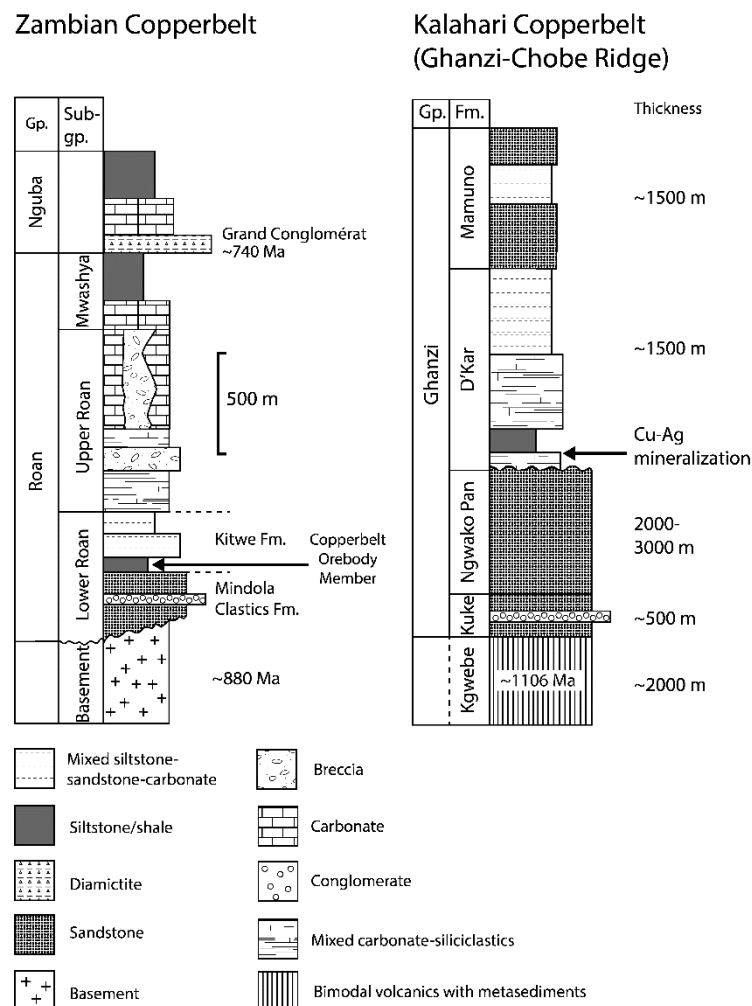 Zambian Copperbelt
Gp.
Sub-
gp.
Nguba
Grand Conglomérat
~740 Ma
Roan
Mwashya
Upper Roan
500 m
Lower Roan
Kitwe Fm.
Copperbelt
Orebody
Member
Mindola
Clastics Fm.
Basement
~880 Ma
Kalahari Copperbelt
(Ghanzi-Chobe Ridge)
Gp.
Fm.
Thickness
Ghanzi
Mamuno
~1500 m
D'Kar
~1500 m
Cu-Ag
mineralization
Ngwako Pan
2000-
3000 m
Kuke
~500 m
Kgwebe
~1106 Ma
~2000 m
Mixed siltstone-
sandstone-carbonate
Siltstone/shale
Diamictite
Sandstone
Basement
Breccia
Carbonate
Conglomerate
Mixed carbonate-siliciclastics
Bimodal volcanics with metasediments